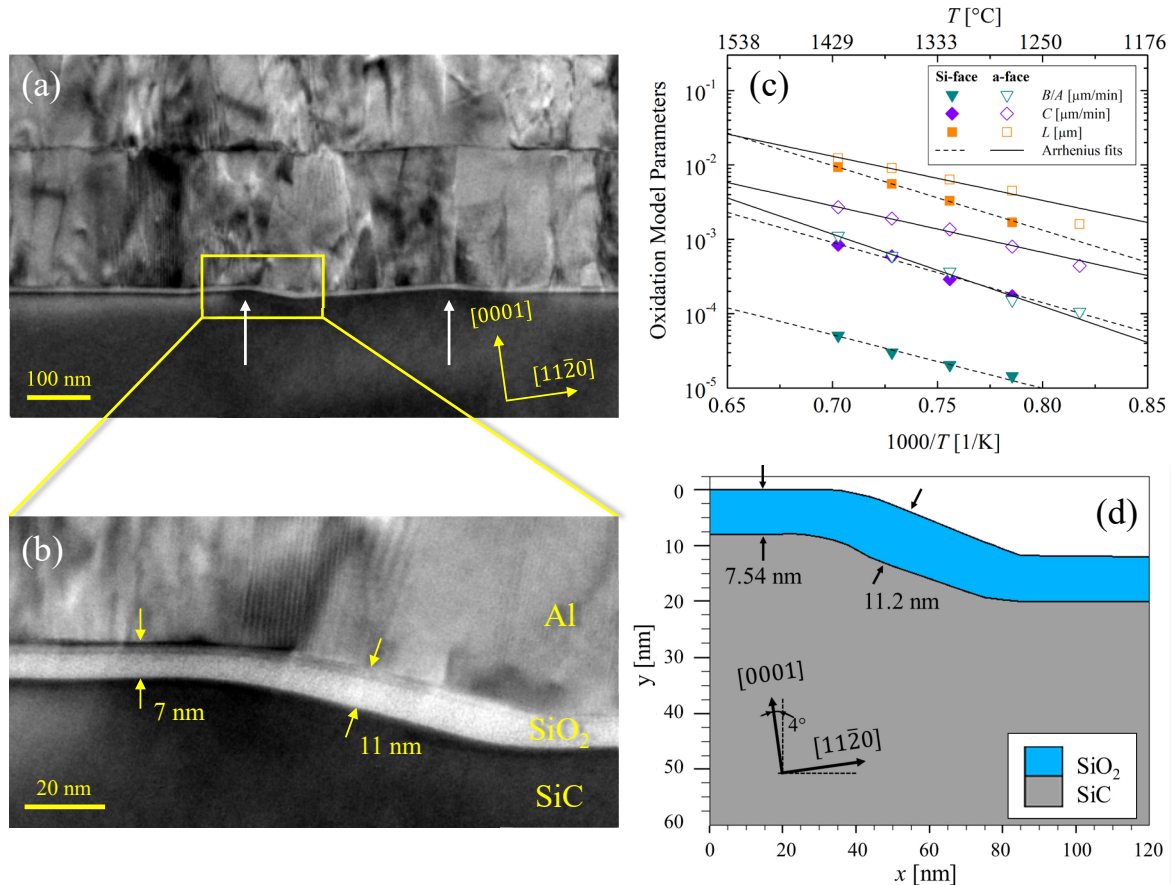 (a)
[0001]
[112̅0]
100 nm
(b)
Al
7 nm
11 nm
SiO₂
20 nm
SiC
T [°C]
1538 1429 1333 1250 1176
(c)
Si-face a-face
B/A [μm/min]
C [μm/min]
L [μm]
Arrhenius fits
Oxidation Model Parameters
10⁻¹
10⁻²
10⁻³
10⁻⁴
10⁻⁵
0.65 0.70 0.75 0.80 0.85
1000/T [1/K]
(d)
0
10
20
30
40
50
60
y [nm]
7.54 nm
11.2 nm
[0001]
4°
[112̅0]
SiO₂
SiC
0 20 40 60 80 100 120
x [nm]